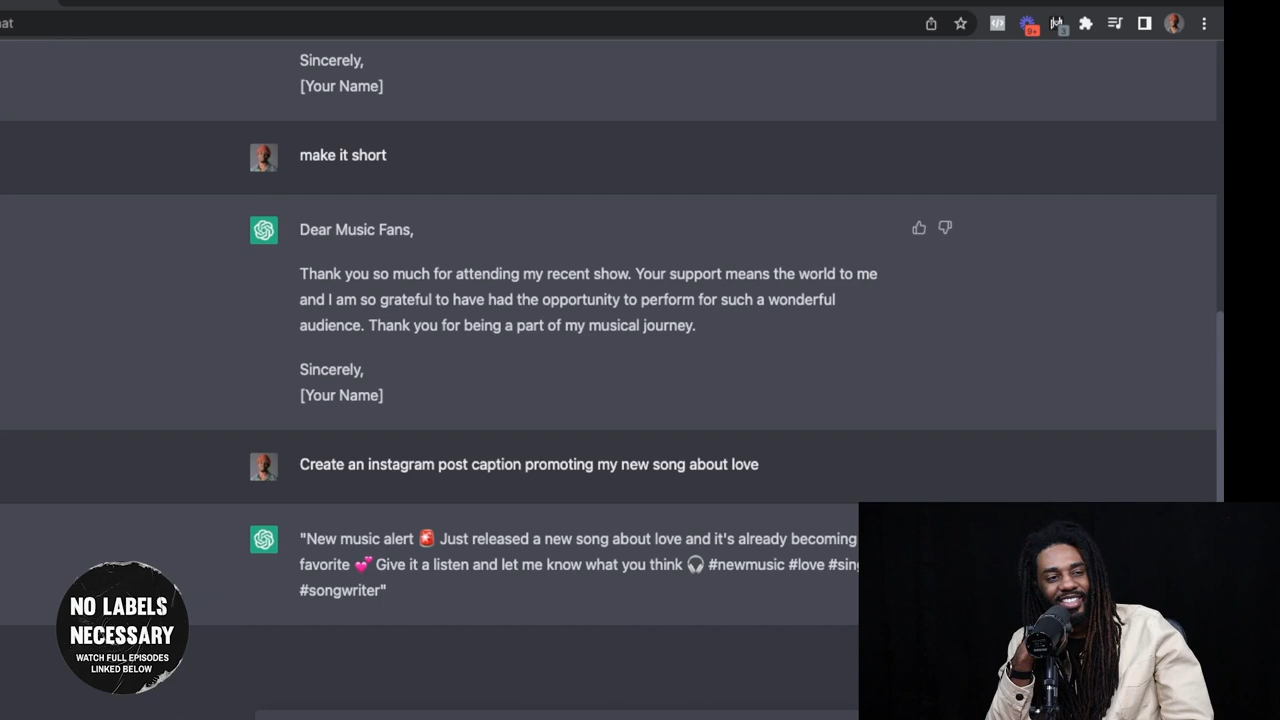 at
9+
3
Sincerely,
[Your Name]
make it short
Dear Music Fans,
Thank you so much for attending my recent show. Your support means the world to me
and I am so grateful to have had the opportunity to perform for such a wonderful
audience. Thank you for being a part of my musical journey.
Sincerely,
[Your Name]
Create an instagram post caption promoting my new song about love
"New music alert 🚨 Just released a new song about love and it's already becoming
favorite 💕 Give it a listen and let me know what you think 🎧 #newmusic #love
#songwriter"
NO LABELS
NECESSARY
WATCH FULL EPISODES
LINKED BELOW